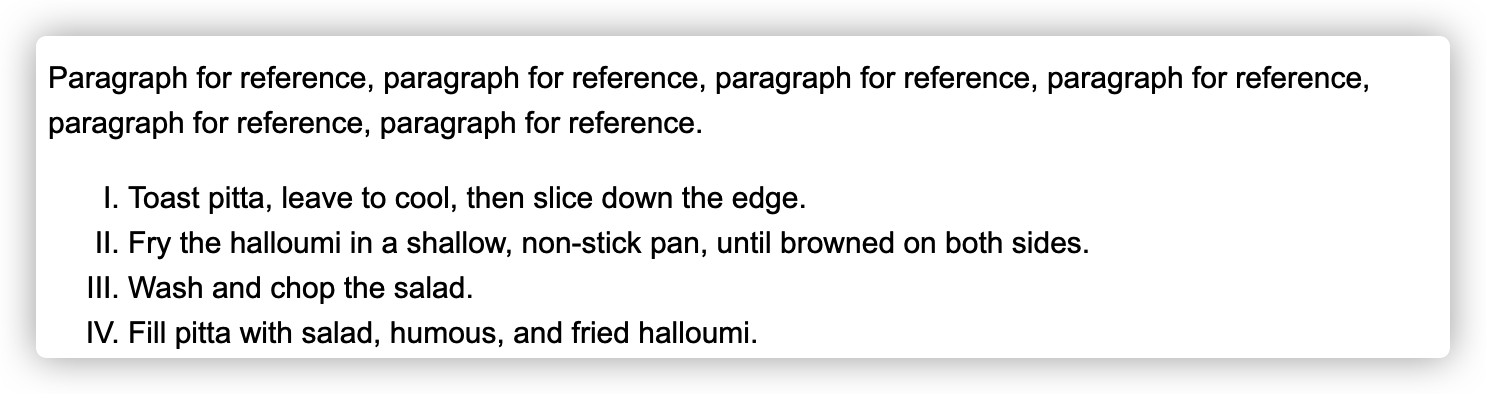 Paragraph for reference, paragraph for reference, paragraph for reference, paragraph for reference,
paragraph for reference, paragraph for reference.
I. Toast pitta, leave to cool, then slice down the edge.
II. Fry the halloumi in a shallow, non-stick pan, until browned on both sides.
III. Wash and chop the salad.
IV. Fill pitta with salad, humous, and fried halloumi.